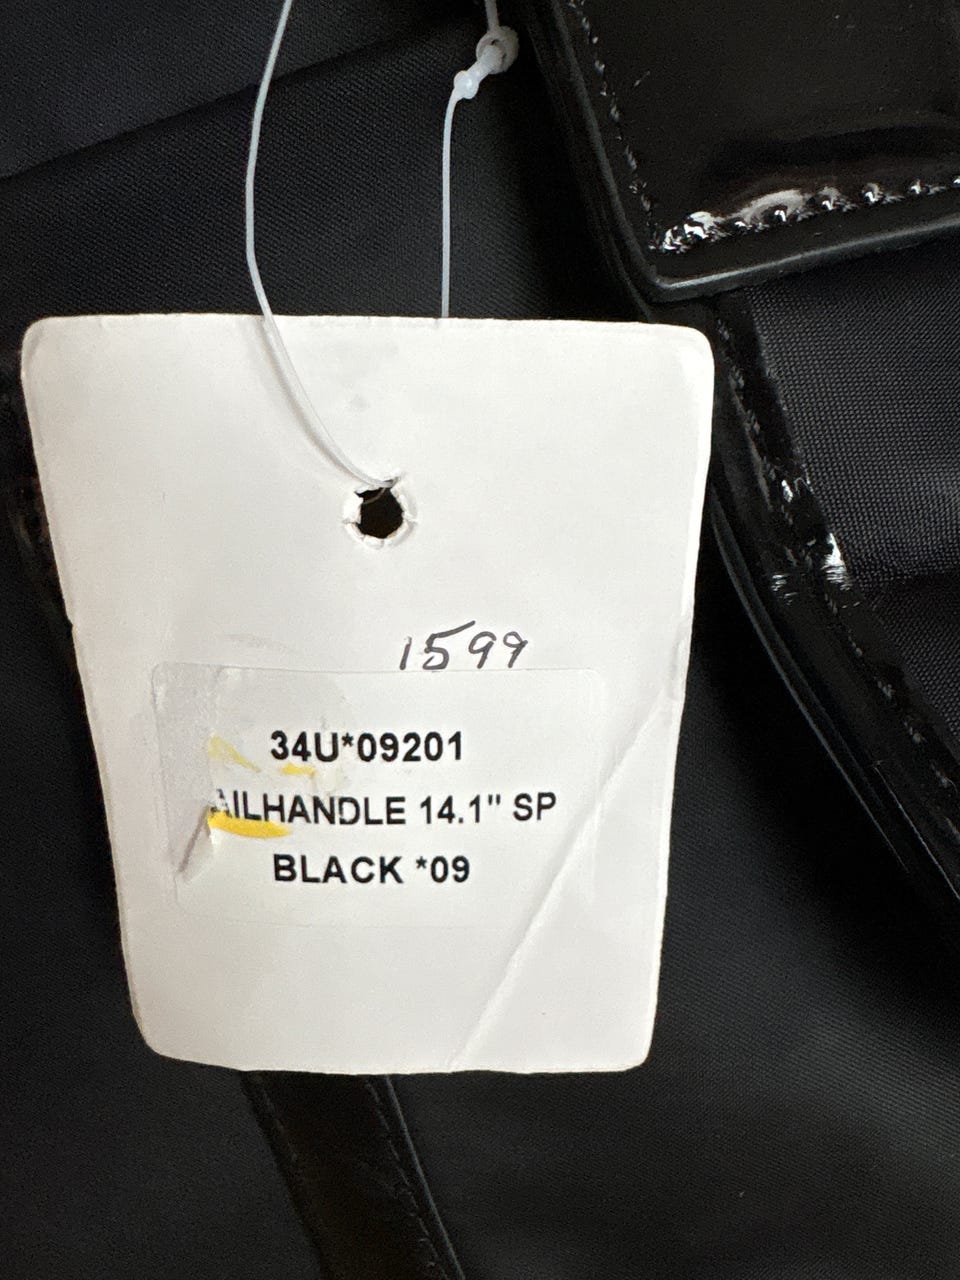 1599
34U*09201
AILHANDLE 14.1" SP
BLACK *09